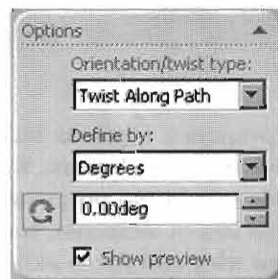 Options
Orientation/twist type:
Twist Along Path
Define by:
Degrees
0.00deg
Show preview